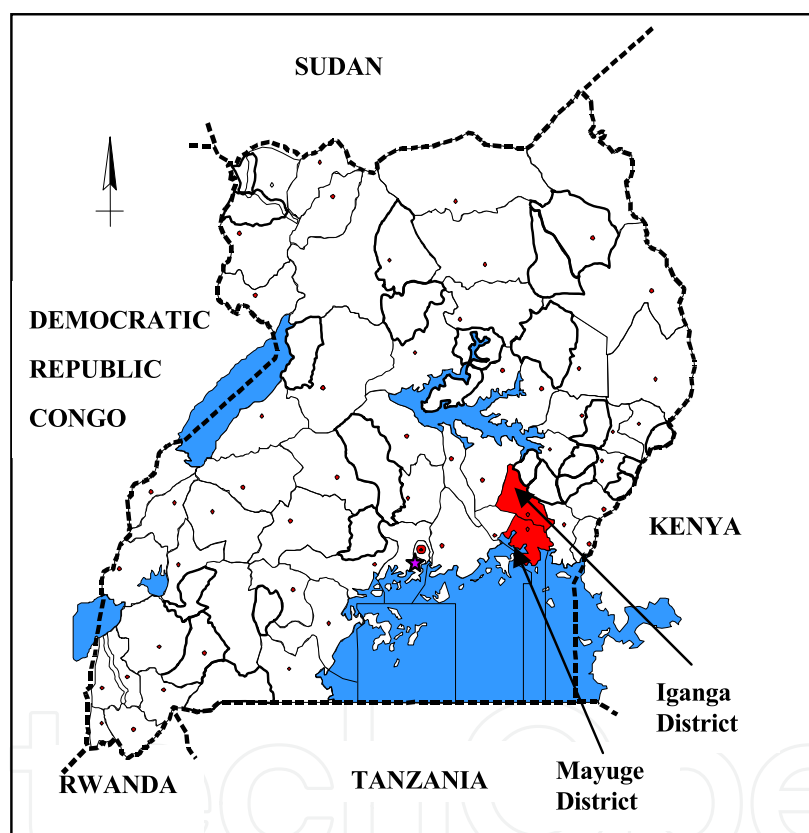 SUDAN
DEMOCRATIC
REPUBLIC
CONGO
KENYA
Iganga
District
Mayuge
District
RWANDA
TANZANIA